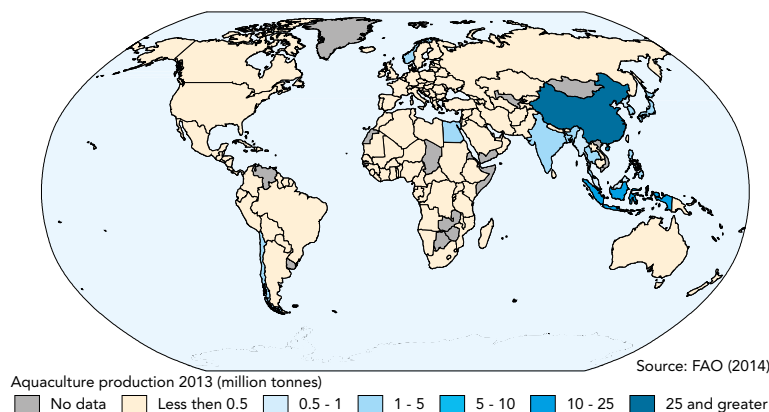 Source: FAO (2014)
Aquaculture production 2013 (million tonnes)
No data Less then 0.5 0.5 - 1 1 - 5 5 - 10 10 - 25 25 and greater